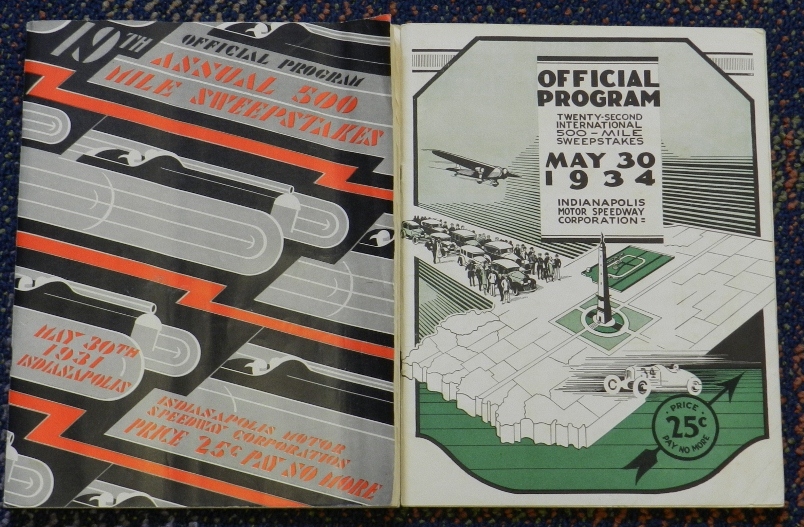 19TH
OFFICIAL PROGRAM
ANNUAL 500
MILE SWEEPSTAKES
MAY 30TH
1931
INDIANAPOLIS
INDIANAPOLIS MOTOR
SPEEDWAY CORPORATION
PRICE 25¢ PAY NO MORE
OFFICIAL
PROGRAM
TWENTY-SECOND
INTERNATIONAL
500-MILE
SWEEPSTAKES
MAY 30
1934
INDIANAPOLIS
MOTOR SPEEDWAY
CORPORATION=
34
PRICE
25¢
PAY NO MORE